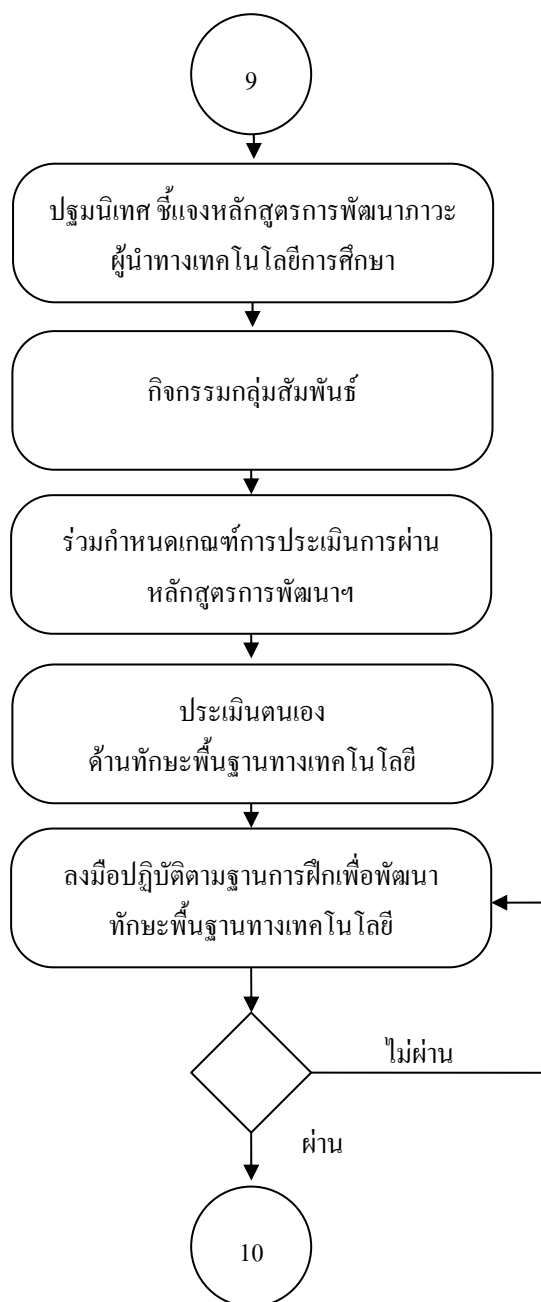 9
ปฐมนิเทศ ชี้แจงหลักสูตรการพัฒนาภาวะ
ผู้นำทางเทคโนโลยีการศึกษา
กิจกรรมกลุ่มสัมพันธ์
ร่วมกำหนดเกณฑ์การประเมินการผ่าน
หลักสูตรการพัฒนาฯ
ประเมินตนเอง
ด้านทักษะพื้นฐานทางเทคโนโลยี
ลงมือปฏิบัติตามฐานการฝึกเพื่อพัฒนา
ทักษะพื้นฐานทางเทคโนโลยี
ไม่ผ่าน
ผ่าน
10